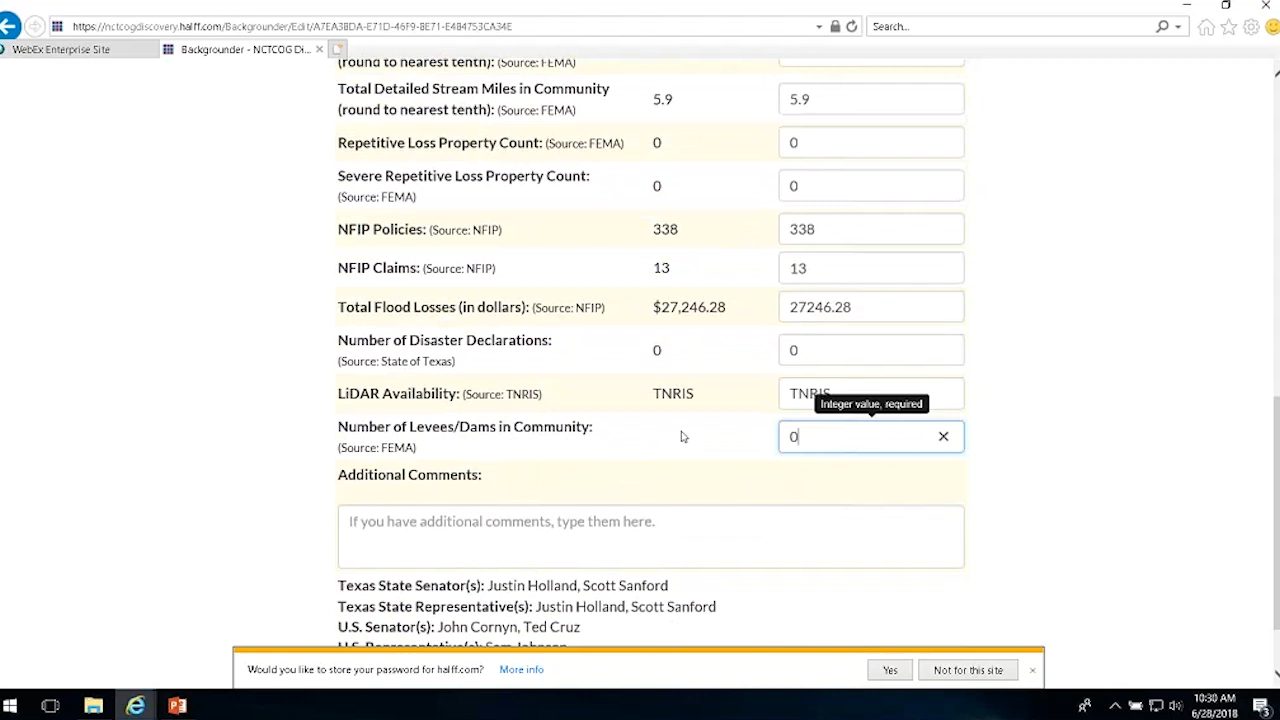 https://nctcogdiscovery.halff.com/Backgrounder/Edit/A7EA3BDA-E71D-46F9-8E71-E484753CA34E
Search...
WebEx Enterprise Site
Backgrounder - NCTCOG Di...
(round to nearest tenth): (Source: FEMA)
Total Detailed Stream Miles in Community
(round to nearest tenth): (Source: FEMA)
5.9
5.9
Repetitive Loss Property Count: (Source: FEMA)
0
0
Severe Repetitive Loss Property Count:
(Source: FEMA)
0
0
NFIP Policies: (Source: NFIP)
338
338
NFIP Claims: (Source: NFIP)
13
13
Total Flood Losses (in dollars): (Source: NFIP)
$27,246.28
27246.28
Number of Disaster Declarations:
(Source: State of Texas)
0
0
LiDAR Availability: (Source: TNRIS)
TNRIS
TNRIS
Integer value, required
Number of Levees/Dams in Community:
(Source: FEMA)
0
Additional Comments:
If you have additional comments, type them here.
Texas State Senator(s): Justin Holland, Scott Sanford
Texas State Representative(s): Justin Holland, Scott Sanford
U.S. Senator(s): John Cornyn, Ted Cruz
U.S. Representative(s): Sam Johnson
Would you like to store your password for halff.com? More info
Yes
Not for this site
10:30 AM
6/28/2018
3